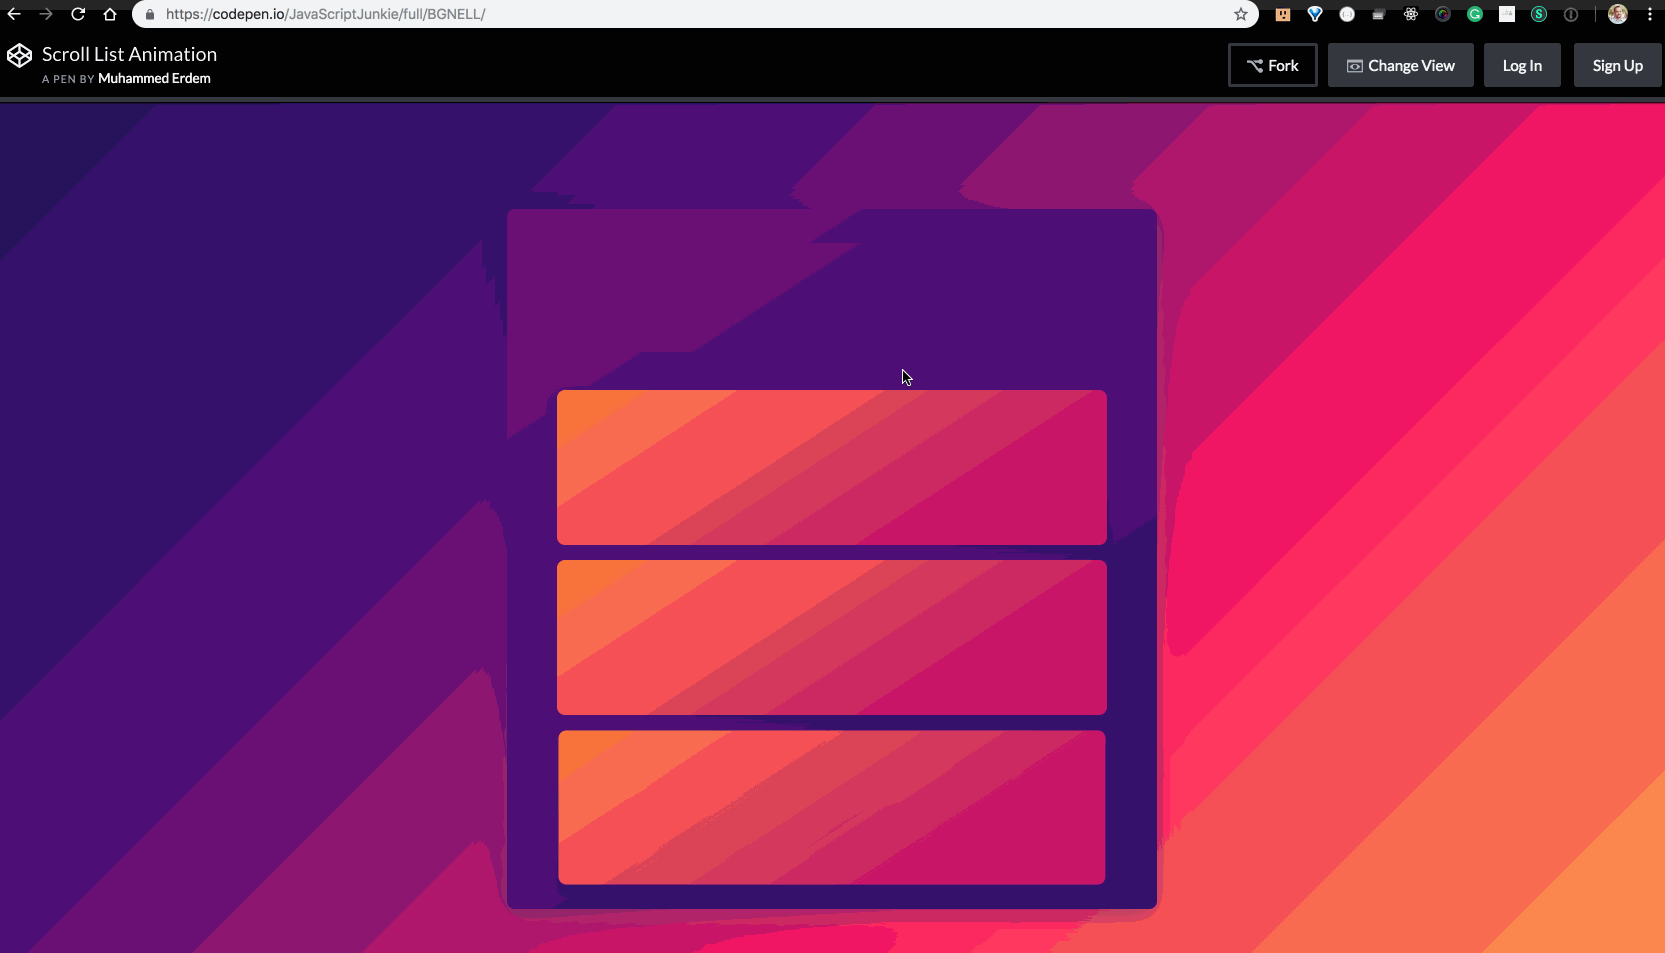 https://codepen.io/JavaScriptJunkie/full/BGNELL/
Scroll List Animation
A PEN BY Muhammed Erdem
Fork
Change View
Log In
Sign Up